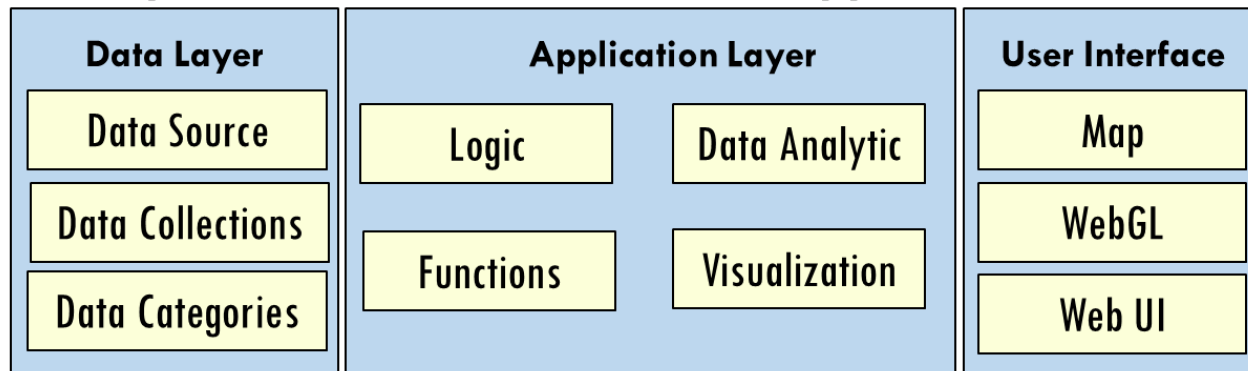 Data Layer
Data Source
Data Collections
Data Categories
Application Layer
Logic
Data Analytic
Functions
Visualization
User Interface
Map
WebGL
Web UI